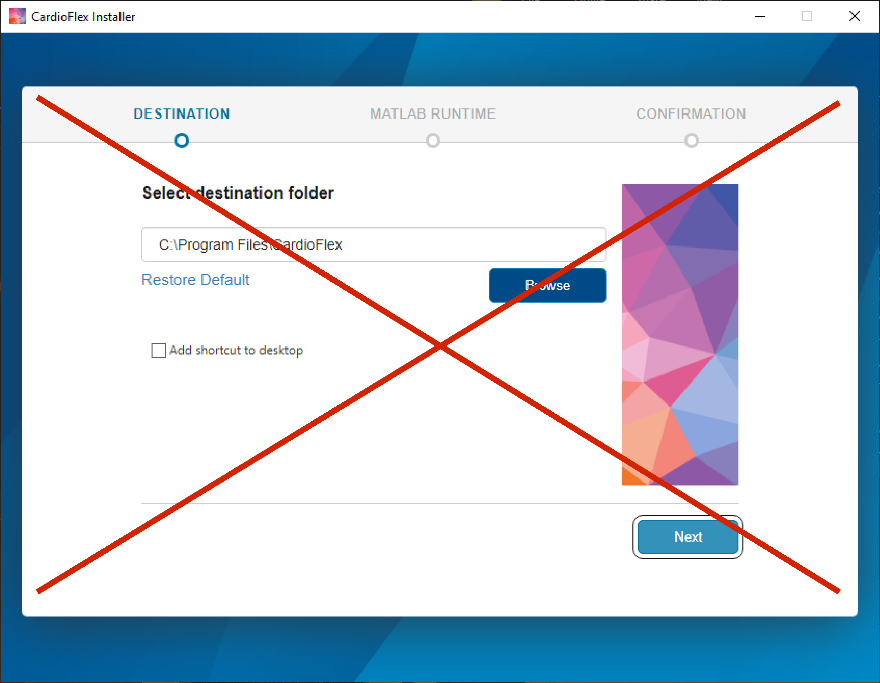 CardioFlex Installer
DESTINATION
MATLAB RUNTIME
CONFIRMATION
Select destination folder
C:\Program Files\CardioFlex
Restore Default
Browse
Add shortcut to desktop
Next